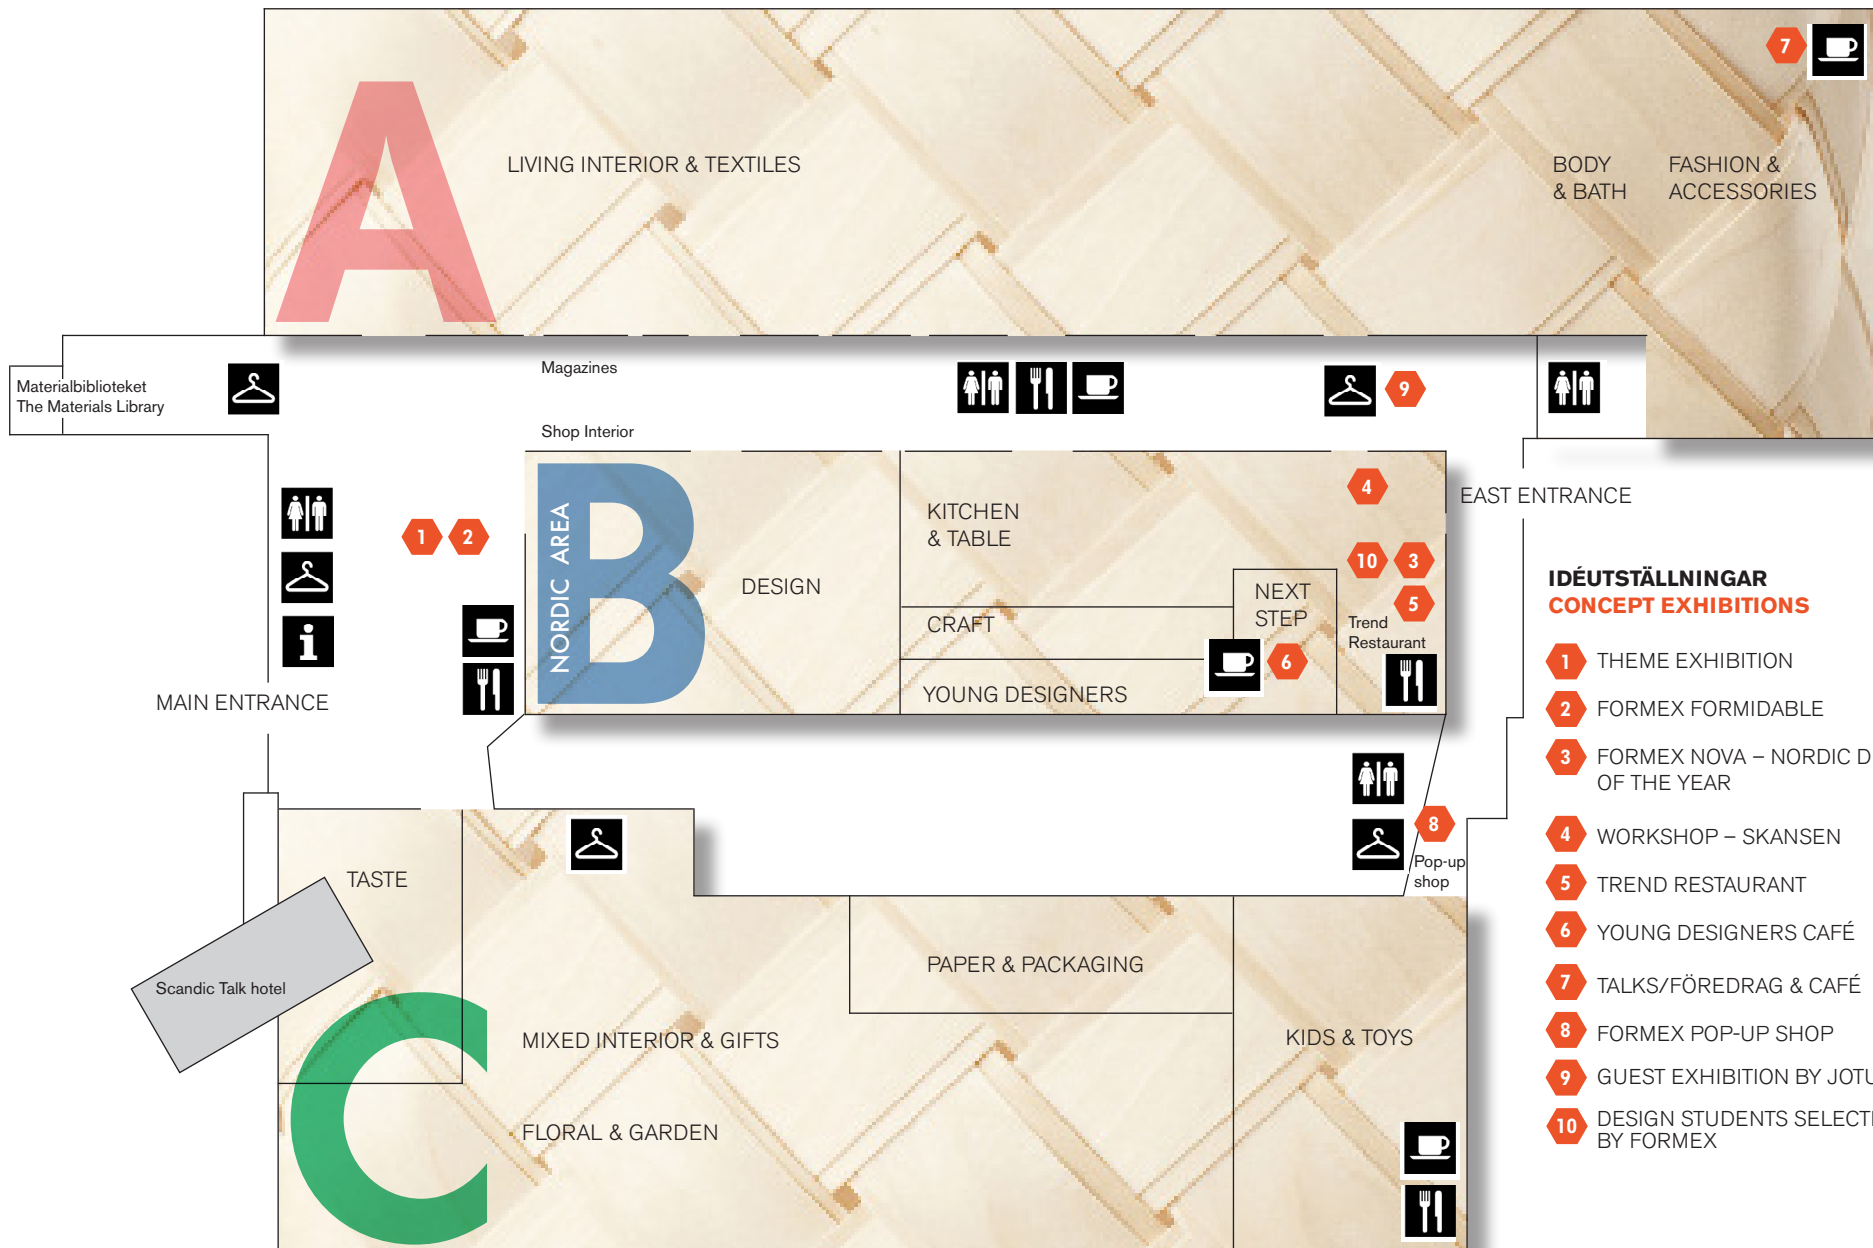 7
A
LIVING INTERIOR & TEXTILES
BODY
& BATH
FASHION &
ACCESSORIES
Materialbiblioteket
The Materials Library
Magazines
9
Shop Interior
EAST ENTRANCE
1
2
NORDIC AREA
B
DESIGN
KITCHEN
& TABLE
CRAFT
YOUNG DESIGNERS
NEXT
STEP
4
10
3
5
Trend
Restaurant
6
i
MAIN ENTRANCE
8
Pop-up
shop
TASTE
Scandic Talk hotel
C
PAPER & PACKAGING
MIXED INTERIOR & GIFTS
KIDS & TOYS
FLORAL & GARDEN
IDÉUTSTÄLLNINGAR
CONCEPT EXHIBITIONS
1 THEME EXHIBITION
2 FORMEX FORMIDABLE
3 FORMEX NOVA – NORDIC D
OF THE YEAR
4 WORKSHOP – SKANSEN
5 TREND RESTAURANT
6 YOUNG DESIGNERS CAFÉ
7 TALKS/FÖREDRAG & CAFÉ
8 FORMEX POP-UP SHOP
9 GUEST EXHIBITION BY JOTU
10 DESIGN STUDENTS SELECT
BY FORMEX